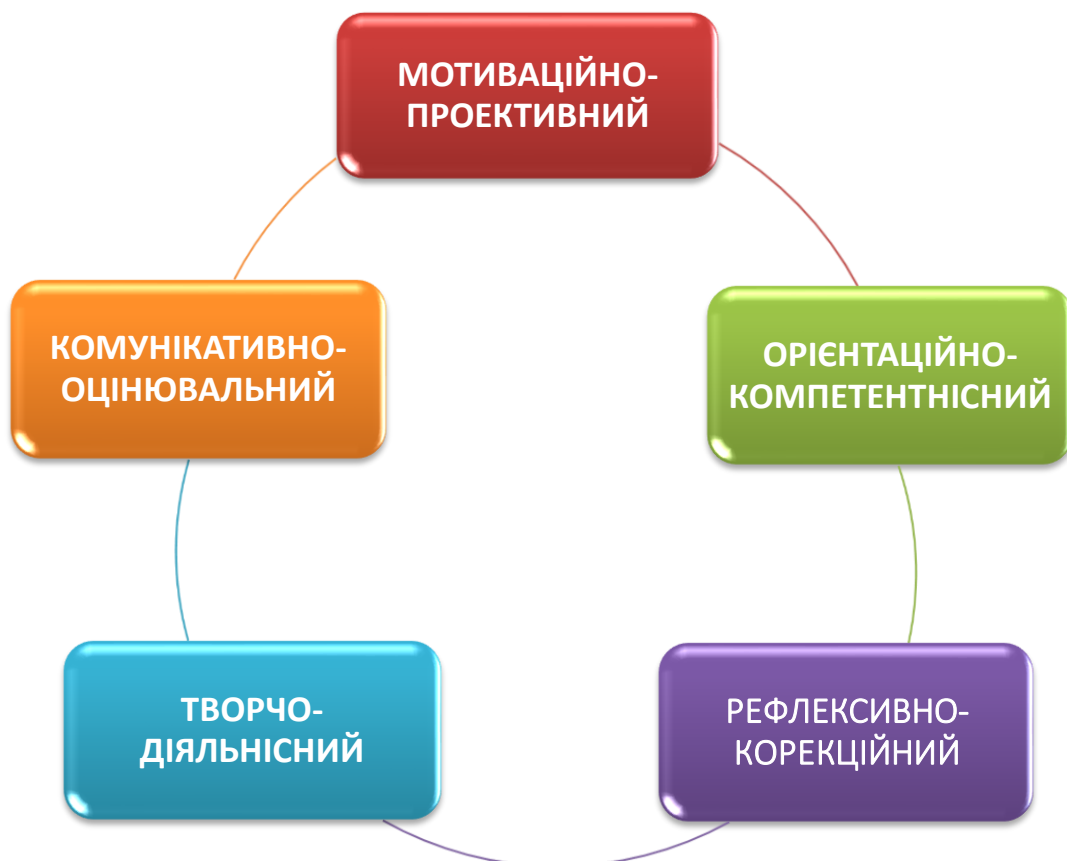 МОТИВАЦІЙНО-
ПРОЕКТИВНИЙ
КОМУНІКАТИВНО-
ОЦІНЮВАЛЬНИЙ
ОРІЄНТАЦІЙНО-
КОМПЕТЕНТНІСНИЙ
ТВОРЧО-
ДІЯЛЬНІСНИЙ
РЕФЛЕКСИВНО-
КОРЕКЦІЙНИЙ